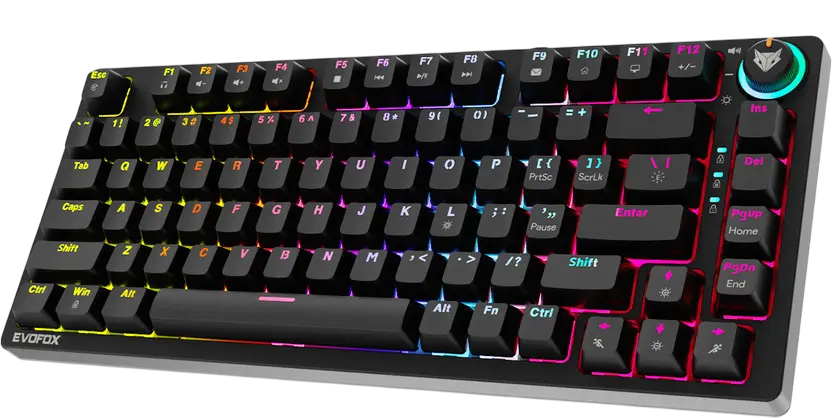 Esc F1 F2 F3 F4 F5 F6 F7 F8 F9 F10 F11 F12 +/-
~ 1! 2@ 3# 4$ 5% 6^ 7& 8* 9( 0) -_ =+ Ins
Tab Q W E R T Y U I O P [{ PrtSc ]} ScrLk \| Del
Caps A S D F G H J K L ;: '" Pause Enter PgUp Home
Shift Z X C V B N M ,< .> /? Shift PgDn End
Ctrl Win Alt Alt Fn Ctrl
EVOFOX